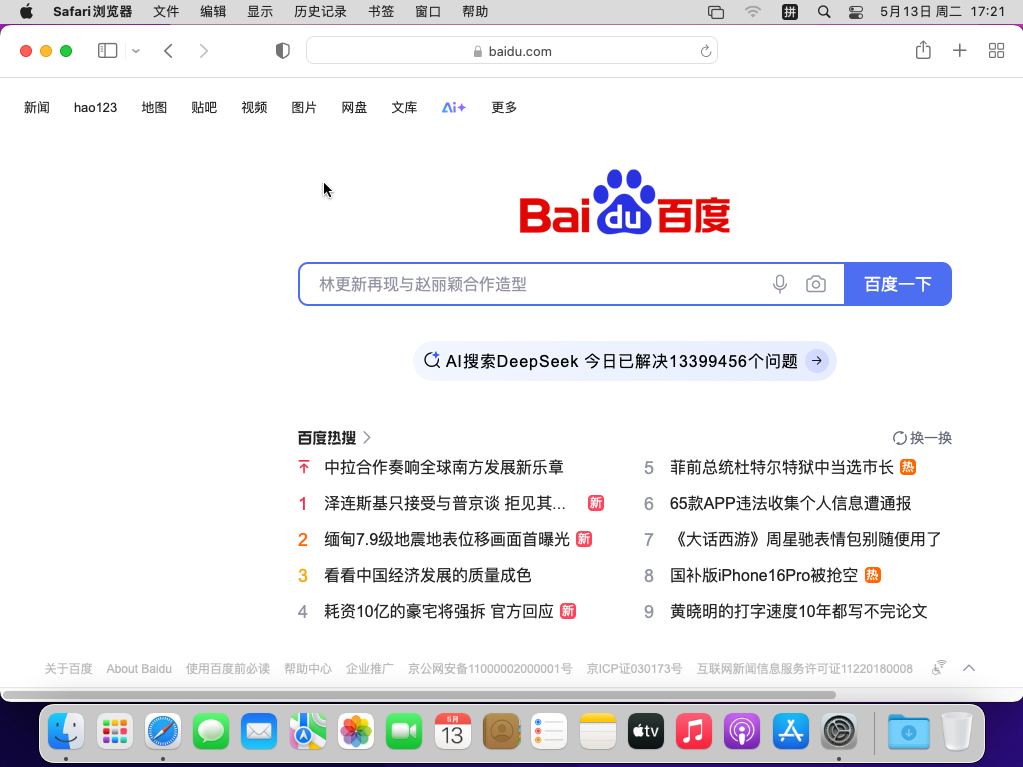 Safari浏览器 文件 编辑 显示 历史记录 书签 窗口 帮助 拼 5月13日 周二 17:21
baidu.com
新闻 hao123 地图 贴吧 视频 图片 网盘 文库 Ai+ 更多
Bai du 百度
林更新再现与赵丽颖合作造型 百度一下
AI搜索DeepSeek 今日已解决13399456个问题
百度热搜 换一换
中拉合作奏响全球南方发展新乐章
1 泽连斯基只接受与普京谈 拒见其... 新
2 缅甸7.9级地震地表位移画面首曝光 新
3 看看中国经济发展的质量成色
4 耗资10亿的豪宅将强拆 官方回应 新
5 菲前总统杜特尔特狱中当选市长 热
6 65款APP违法收集个人信息遭通报
7 《大话西游》周星驰表情包别随便用了
8 国补版iPhone16Pro被抢空 热
9 黄晓明的打字速度10年都写不完论文
关于百度 About Baidu 使用百度前必读 帮助中心 企业推广 京公网安备11000002000001号 京ICP证030173号 互联网新闻信息服务许可证11220180008
5月
13
tv